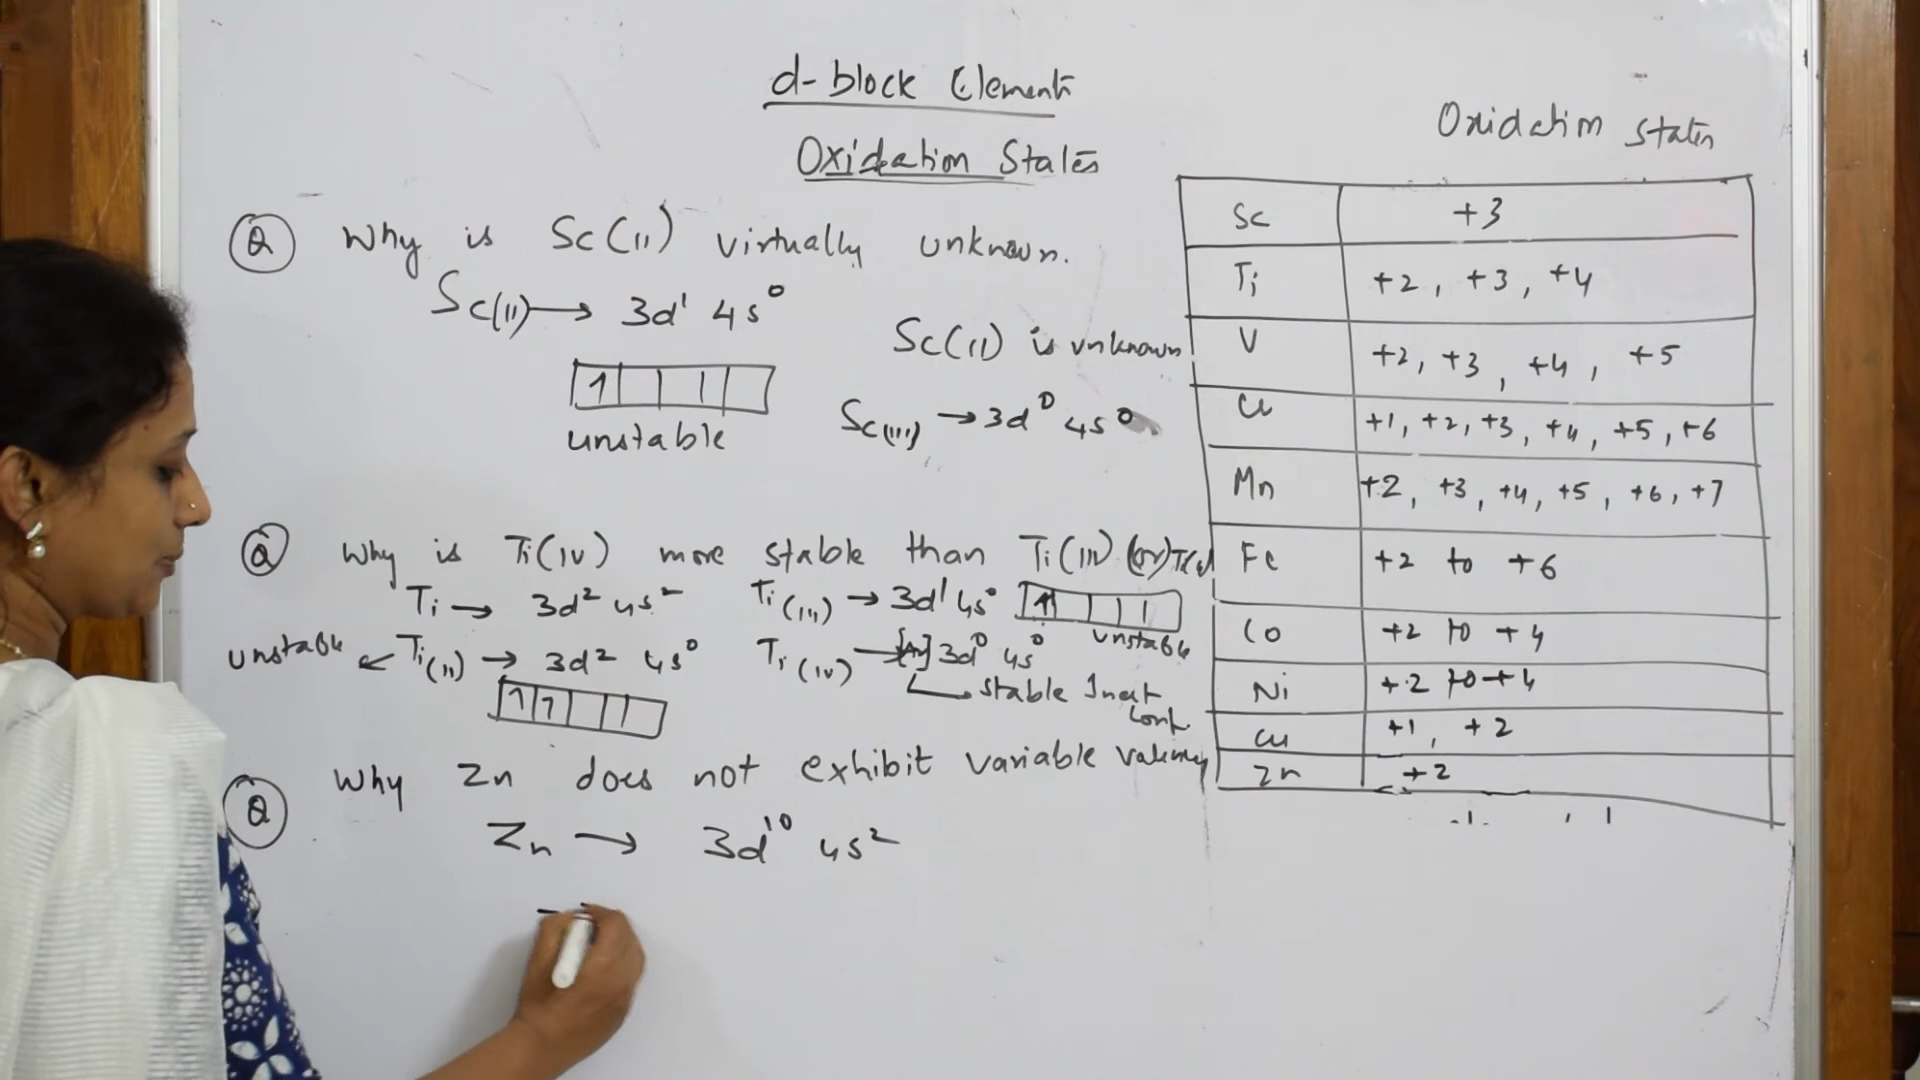 d-block Elements
Oxidation States
Q Why is Sc(II) virtually unknown.
Sc(II) → 3d¹ 4s⁰
1
unstable
Sc(II) is unknown
Sc(III) → 3d⁰ 4s⁰
Q Why is Ti(IV) more stable than Ti(III) (or)
Ti → 3d² 4s²
Ti(III) → 3d¹ 4s⁰ 1
unstable
unstable ← Ti(II) → 3d² 4s⁰
1 1
Ti(IV) → [Ar] 3d⁰ 4s⁰
stable Inert
conf
Q Why Zn does not exhibit variable valency
Zn → 3d¹⁰ 4s²
Oxidation States
Sc +3
Ti +2, +3, +4
V +2, +3, +4, +5
Cr +1, +2, +3, +4, +5, +6
Mn +2, +3, +4, +5, +6, +7
Fe +2 to +6
Co +2 to +4
Ni +2 to +4
Cu +1, +2
Zn +2